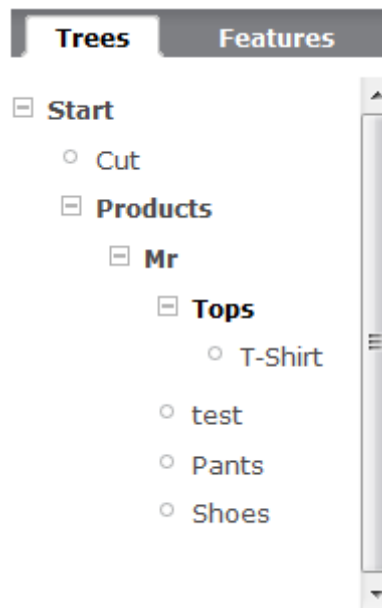 Trees Features
Start
Cut
Products
Mr
Tops
T-Shirt
test
Pants
Shoes